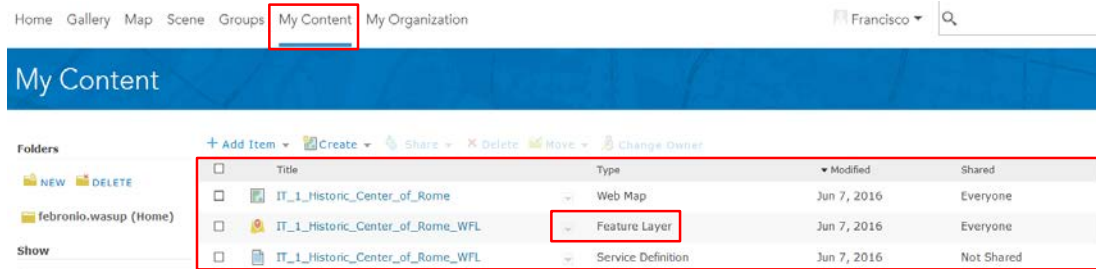 Home Gallery Map Scene Groups My Content My Organization Francisco
My Content
Folders
NEW DELETE
febronio.wasup (Home)
Show
Add Item Create Share Delete Move Change Owner
Title Type Modified Shared
IT_1_Historic_Center_of_Rome Web Map Jun 7, 2016 Everyone
IT_1_Historic_Center_of_Rome_WFL Feature Layer Jun 7, 2016 Everyone
IT_1_Historic_Center_of_Rome_WFL Service Definition Jun 7, 2016 Not Shared